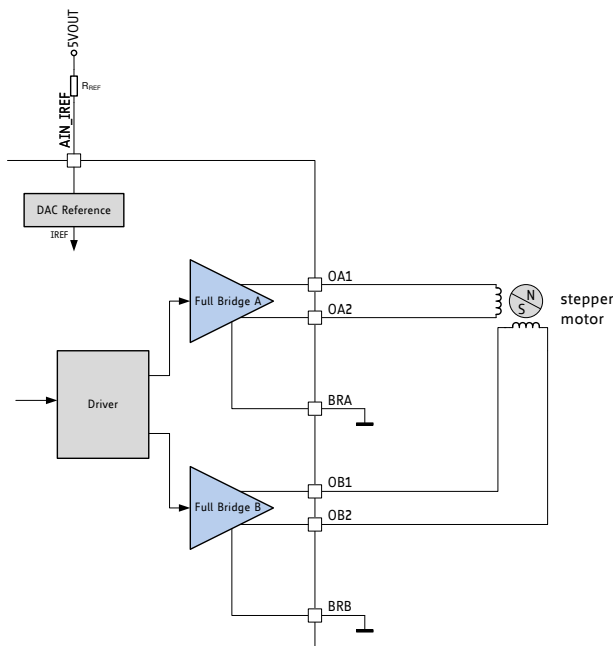 5VOUT
RREF
AIN_IREF
DAC Reference
IREF
OA1
Full Bridge A
N
S
stepper
motor
OA2
Driver
BRA
OB1
Full Bridge B
OB2
BRB